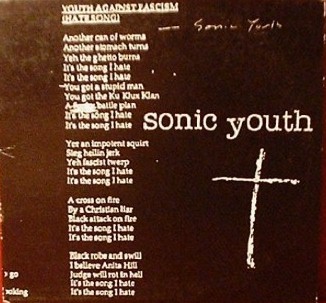 YOUTH AGAINST FASCISM
(HATE SONG)
Sonic Youth
Another can of worms
Another stomach turns
Yeh the ghetto burns
It's the song I hate
It's the song I hate
You got a stupid man
You got the Ku Klux Klan
battle plan
It's the song I hate
It's the song I hate
sonic youth
Yer an impotent squirt
Sieg heilin jerk
Yeh fascist twerp
It's the song I hate
It's the song I hate
A cross on fire
By a Christian liar
Black attack on fire
It's the song I hate
It's the song I hate
Black robe and swill
I believe Anita Hill
Judge will rot in hell
It's the song I hate
It's the song I hate
go